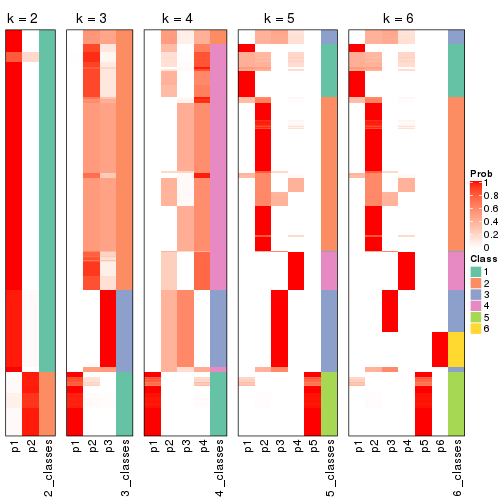 k = 2
k = 3
k = 4
k = 5
k = 6
Prob
1
0.8
0.6
0.4
0.2
0
Class
1
2
3
4
5
6
p1
p2
2_classes
p1
p2
p3
3_classes
p1
p2
p3
p4
4_classes
p1
p2
p3
p4
p5
5_classes
p1
p2
p3
p4
p5
p6
6_classes